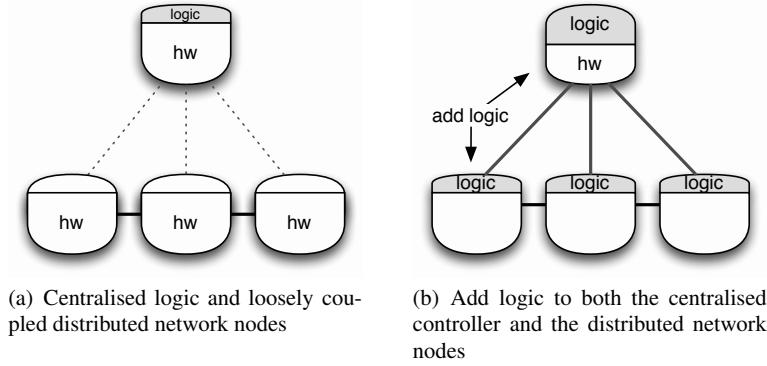 logic
hw
hw
hw
hw
(a) Centralised logic and loosely cou-
pled distributed network nodes
logic
hw
add logic
logic
logic
logic
(b) Add logic to both the centralised
controller and the distributed network
nodes